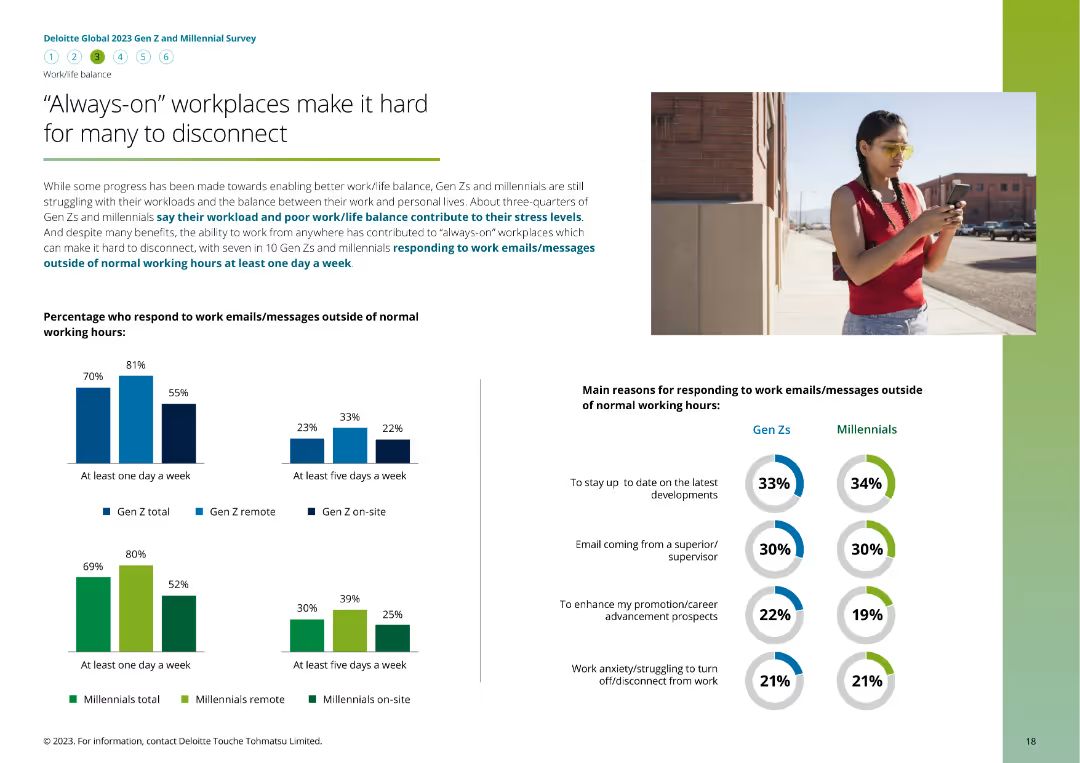 Deloitte Global 2023 Gen Z and Millennial Survey
1 2 3 4 5 6
Work/life balance
“Always-on” workplaces make it hard
for many to disconnect
While some progress has been made towards enabling better work/life balance, Gen Zs and millennials are still
struggling with their workloads and the balance between their work and personal lives. About three-quarters of
Gen Zs and millennials say their workload and poor work/life balance contribute to their stress levels.
And despite many benefits, the ability to work from anywhere has contributed to “always-on” workplaces which
can make it hard to disconnect, with seven in 10 Gen Zs and millennials responding to work emails/messages
outside of normal working hours at least one day a week.
Percentage who respond to work emails/messages outside of normal
working hours:
70% 81% 55%
At least one day a week
23% 33% 22%
At least five days a week
Gen Z total Gen Z remote Gen Z on-site
69% 80% 52%
At least one day a week
30% 39% 25%
At least five days a week
Millennials total Millennials remote Millennials on-site
Main reasons for responding to work emails/messages outside
of normal working hours:
Gen Zs Millennials
To stay up to date on the latest
developments
33% 34%
Email coming from a superior/
supervisor
30% 30%
To enhance my promotion/career
advancement prospects
22% 19%
Work anxiety/struggling to turn
off/disconnect from work
21% 21%
© 2023. For information, contact Deloitte Touche Tohmatsu Limited.
18